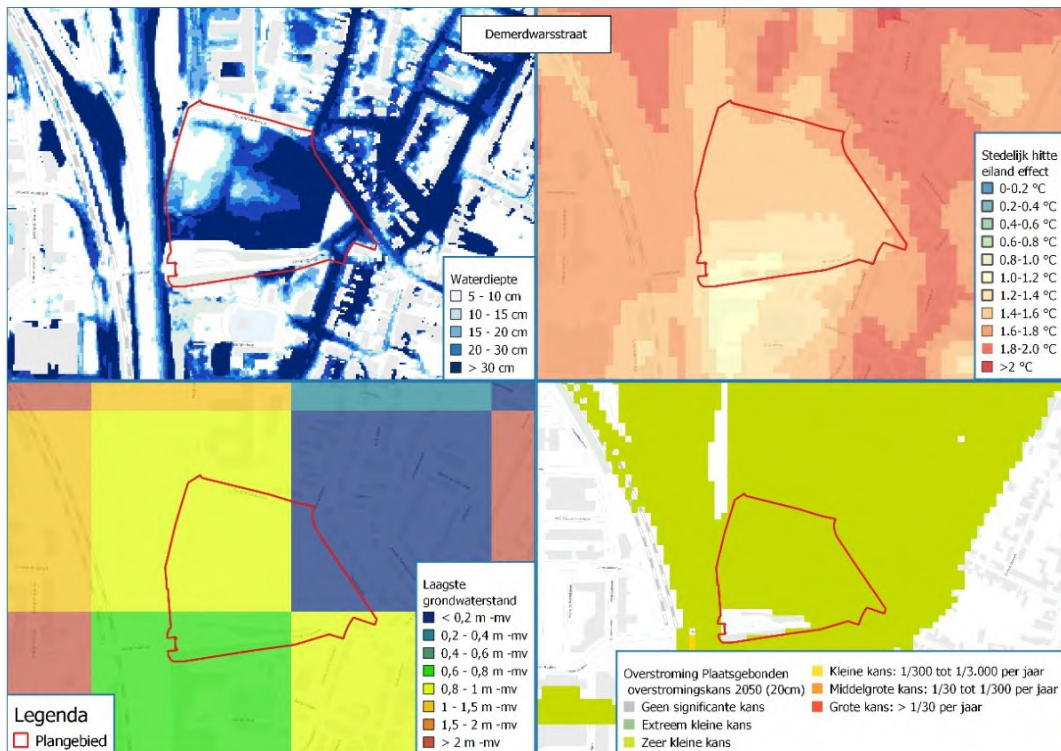 Demerdwarsstraat
Waterdiepte
5 - 10 cm
10 - 15 cm
15 - 20 cm
20 - 30 cm
> 30 cm
Stedelijk hitte
eiland effect
0-0.2 °C
0.2-0.4 °C
0.4-0.6 °C
0.6-0.8 °C
0.8-1.0 °C
1.0-1.2 °C
1.2-1.4 °C
1.4-1.6 °C
1.6-1.8 °C
1.8-2.0 °C
>2 °C
Legenda
Plangebied
Laagste
grondwaterstand
< 0,2 m -mv
0,2 - 0,4 m -mv
0,4 - 0,6 m -mv
0,6 - 0,8 m -mv
0,8 - 1 m -mv
1 - 1,5 m -mv
1,5 - 2 m -mv
> 2 m -mv
Overstroming Plaatsgebonden
overstromingskans 2050 (20cm)
Geen significante kans
Extreem kleine kans
Zeer kleine kans
Kleine kans: 1/300 tot 1/3.000 per jaar
Middelgrote kans: 1/30 tot 1/300 per jaar
Grote kans: > 1/30 per jaar